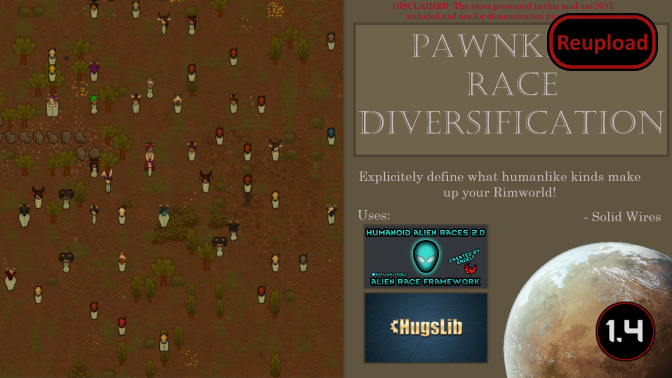 DISCLAIMER: The races presented in this mod are NOT
included and are for demonstration
PAWNK
Reupload
RACE
DIVERSIFICATION
Explicitely define what humanlike kinds make
up your Rimworld!
Uses:
- Solid Wires
HUMANOID ALIEN RACES 2.0
CREATED BY
ALIEN RACE FRAMEWORK
HugsLib
1.4